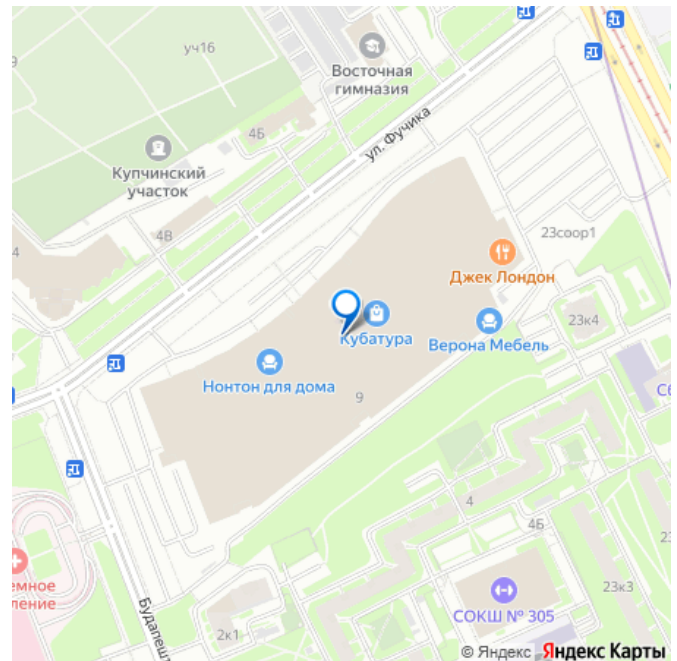 уч16
Восточная
гимназия
4Б
ул. Фучика
Купчинский
участок
4В
4
23соор1
Джек Лондон
Кубатура
Верона Мебель
23к4
Нонтон для дома
9
4
4Б
23к3
СОКШ № 305
2к1
© Яндекс Яндекс Карты